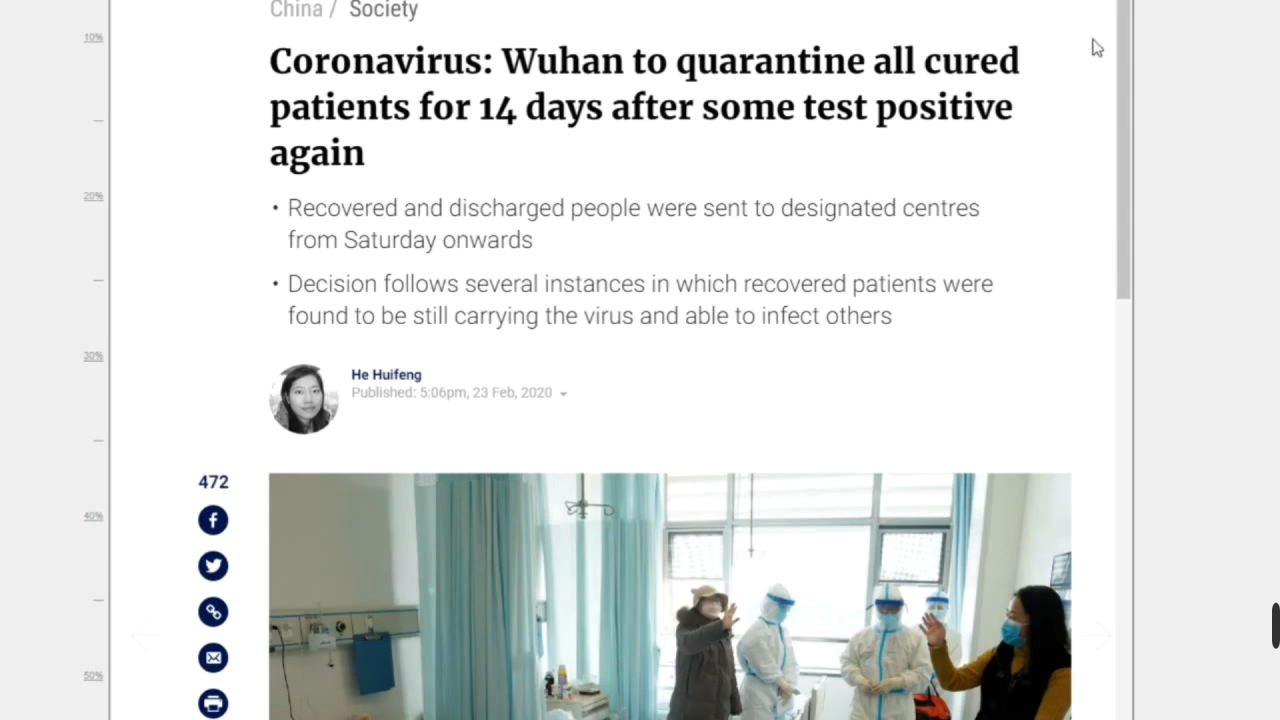 China / Society
10%
Coronavirus: Wuhan to quarantine all cured
patients for 14 days after some test positive
again
20%
• Recovered and discharged people were sent to designated centres
from Saturday onwards
• Decision follows several instances in which recovered patients were
found to be still carrying the virus and able to infect others
30%
He Huifeng
Published: 5:06pm, 23 Feb, 2020
472
40%
50%